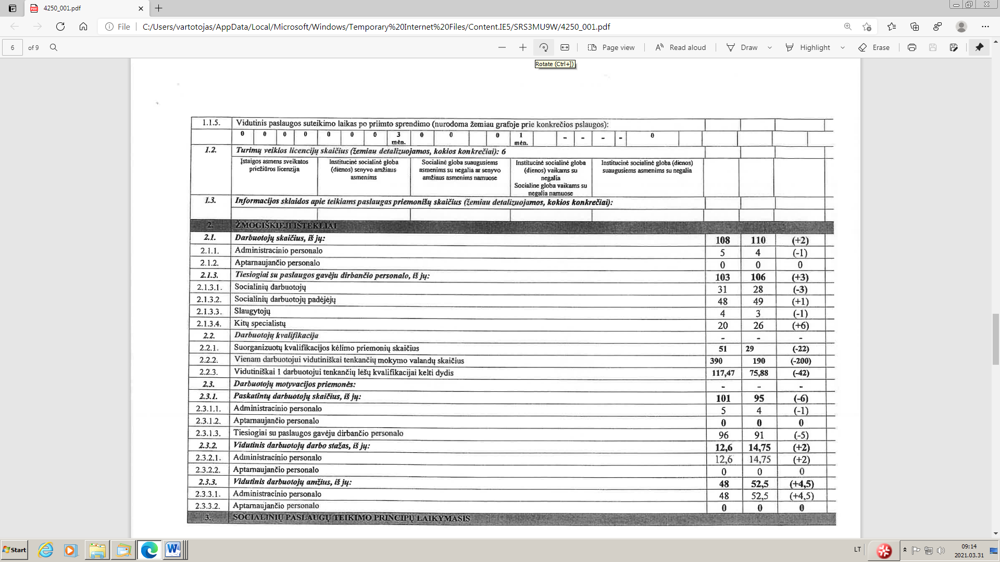 4250_001.pdf
File C:/Users/vartotojas/AppData/Local/Microsoft/Windows/Temporary%20Internet%20Files/Content.IE5/SRS3MU9W/4250_001.pdf
6 of 9 Page view Read aloud Draw Highlight Erase
Rotate (Ctrl+])
1.1.5. Vidutinis paslaugos suteikimo laikas po priimto sprendimo (nurodoma žemiau grafoje prie konkrečios pslaugos):
0 0 0 0 0 0 0 3 mėn. 0 0 0 1 mėn. - - - - 0
1.2. Turimų veiklos licencijų skaičius (žemiau detalizuojamos, kokios konkrečiai): 6
Įstaigos asmens sveikatos priežiūros licenzija
Institucinė socialinė globa (dienos) senyvo amžiaus asmenims
Socialinė globa suaugusiems asmenims su negalia ar senyvo amžiaus asmenims namuose
Institucinė socialinė globa (dienos) vaikams su negalia
Socialine globa vaikams su negalia namuose
Institucinė socialinė globa (dienos) suaugusiems asmenims su negalia
1.3. Informacijos sklaidos apie teikiams paslaugas priemonišų skaičius (žemiau detalizuojamos, kokios konkrečiai):
2. ŽMOGIŠKIEJI IŠTEKLIAI
2.1. Darbuotojų skaičius, iš jų: 108 110 (+2)
2.1.1. Administracinio personalo 5 4 (-1)
2.1.2. Aptarnaujančio personalo 0 0 0
2.1.3. Tiesiogiai su paslaugos gavėju dirbančio personalo, iš jų: 103 106 (+3)
2.1.3.1. Socialinių darbuotojų 31 28 (-3)
2.1.3.2. Socialinių darbuotojų padėjėjų 48 49 (+1)
2.1.3.3. Slaugytojų 4 3 (-1)
2.1.3.4. Kitų specialistų 20 26 (+6)
2.2. Darbuotojų kvalifikacija - - -
2.2.1. Suorganizuotų kvalifikacijos kėlimo priemonių skaičius 51 29 (-22)
2.2.2. Vienam darbuotojui vidutiniškai tenkančių mokymo valandų skaičius 390 190 (-200)
2.2.3. Vidutiniškai 1 darbuotojui tenkančių lėšų kvalifikacijai kelti dydis 117,47 75,88 (-42)
2.3. Darbuotojų motyvacijos priemonės: - - -
2.3.1. Paskatintų darbuotojų skaičius, iš jų: 101 95 (-6)
2.3.1.1. Administracinio personalo 5 4 (-1)
2.3.1.2. Aptarnaujančio personalo 0 0 0
2.3.1.3. Tiesiogiai su paslaugos gavėju dirbančio personalo 96 91 (-5)
2.3.2. Vidutinis darbuotojų darbo stažas, iš jų: 12,6 14,75 (+2)
2.3.2.1. Administracinio personalo 12,6 14,75 (+2)
2.3.2.2. Aptarnaujančio personalo 0 0 0
2.3.3. Vidutinis darbuotojų amžius, iš jų: 48 52,5 (+4,5)
2.3.3.1. Administracinio personalo 48 52,5 (+4,5)
2.3.3.2. Aptarnaujančio personalo 0 0 0
3. SOCIALINIŲ PASLAUGŲ TEIKIMO PRINCIPŲ LAIKYMASIS
Start LT 09:14
2021.03.31